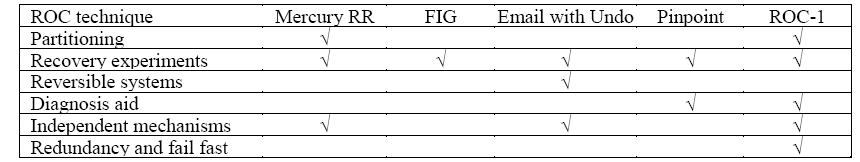 ROC technique Mercury RR FIG Email with Undo Pinpoint ROC-1
Partitioning √ √
Recovery experiments √ √ √ √ √
Reversible systems √
Diagnosis aid √ √
Independent mechanisms √ √ √
Redundancy and fail fast √